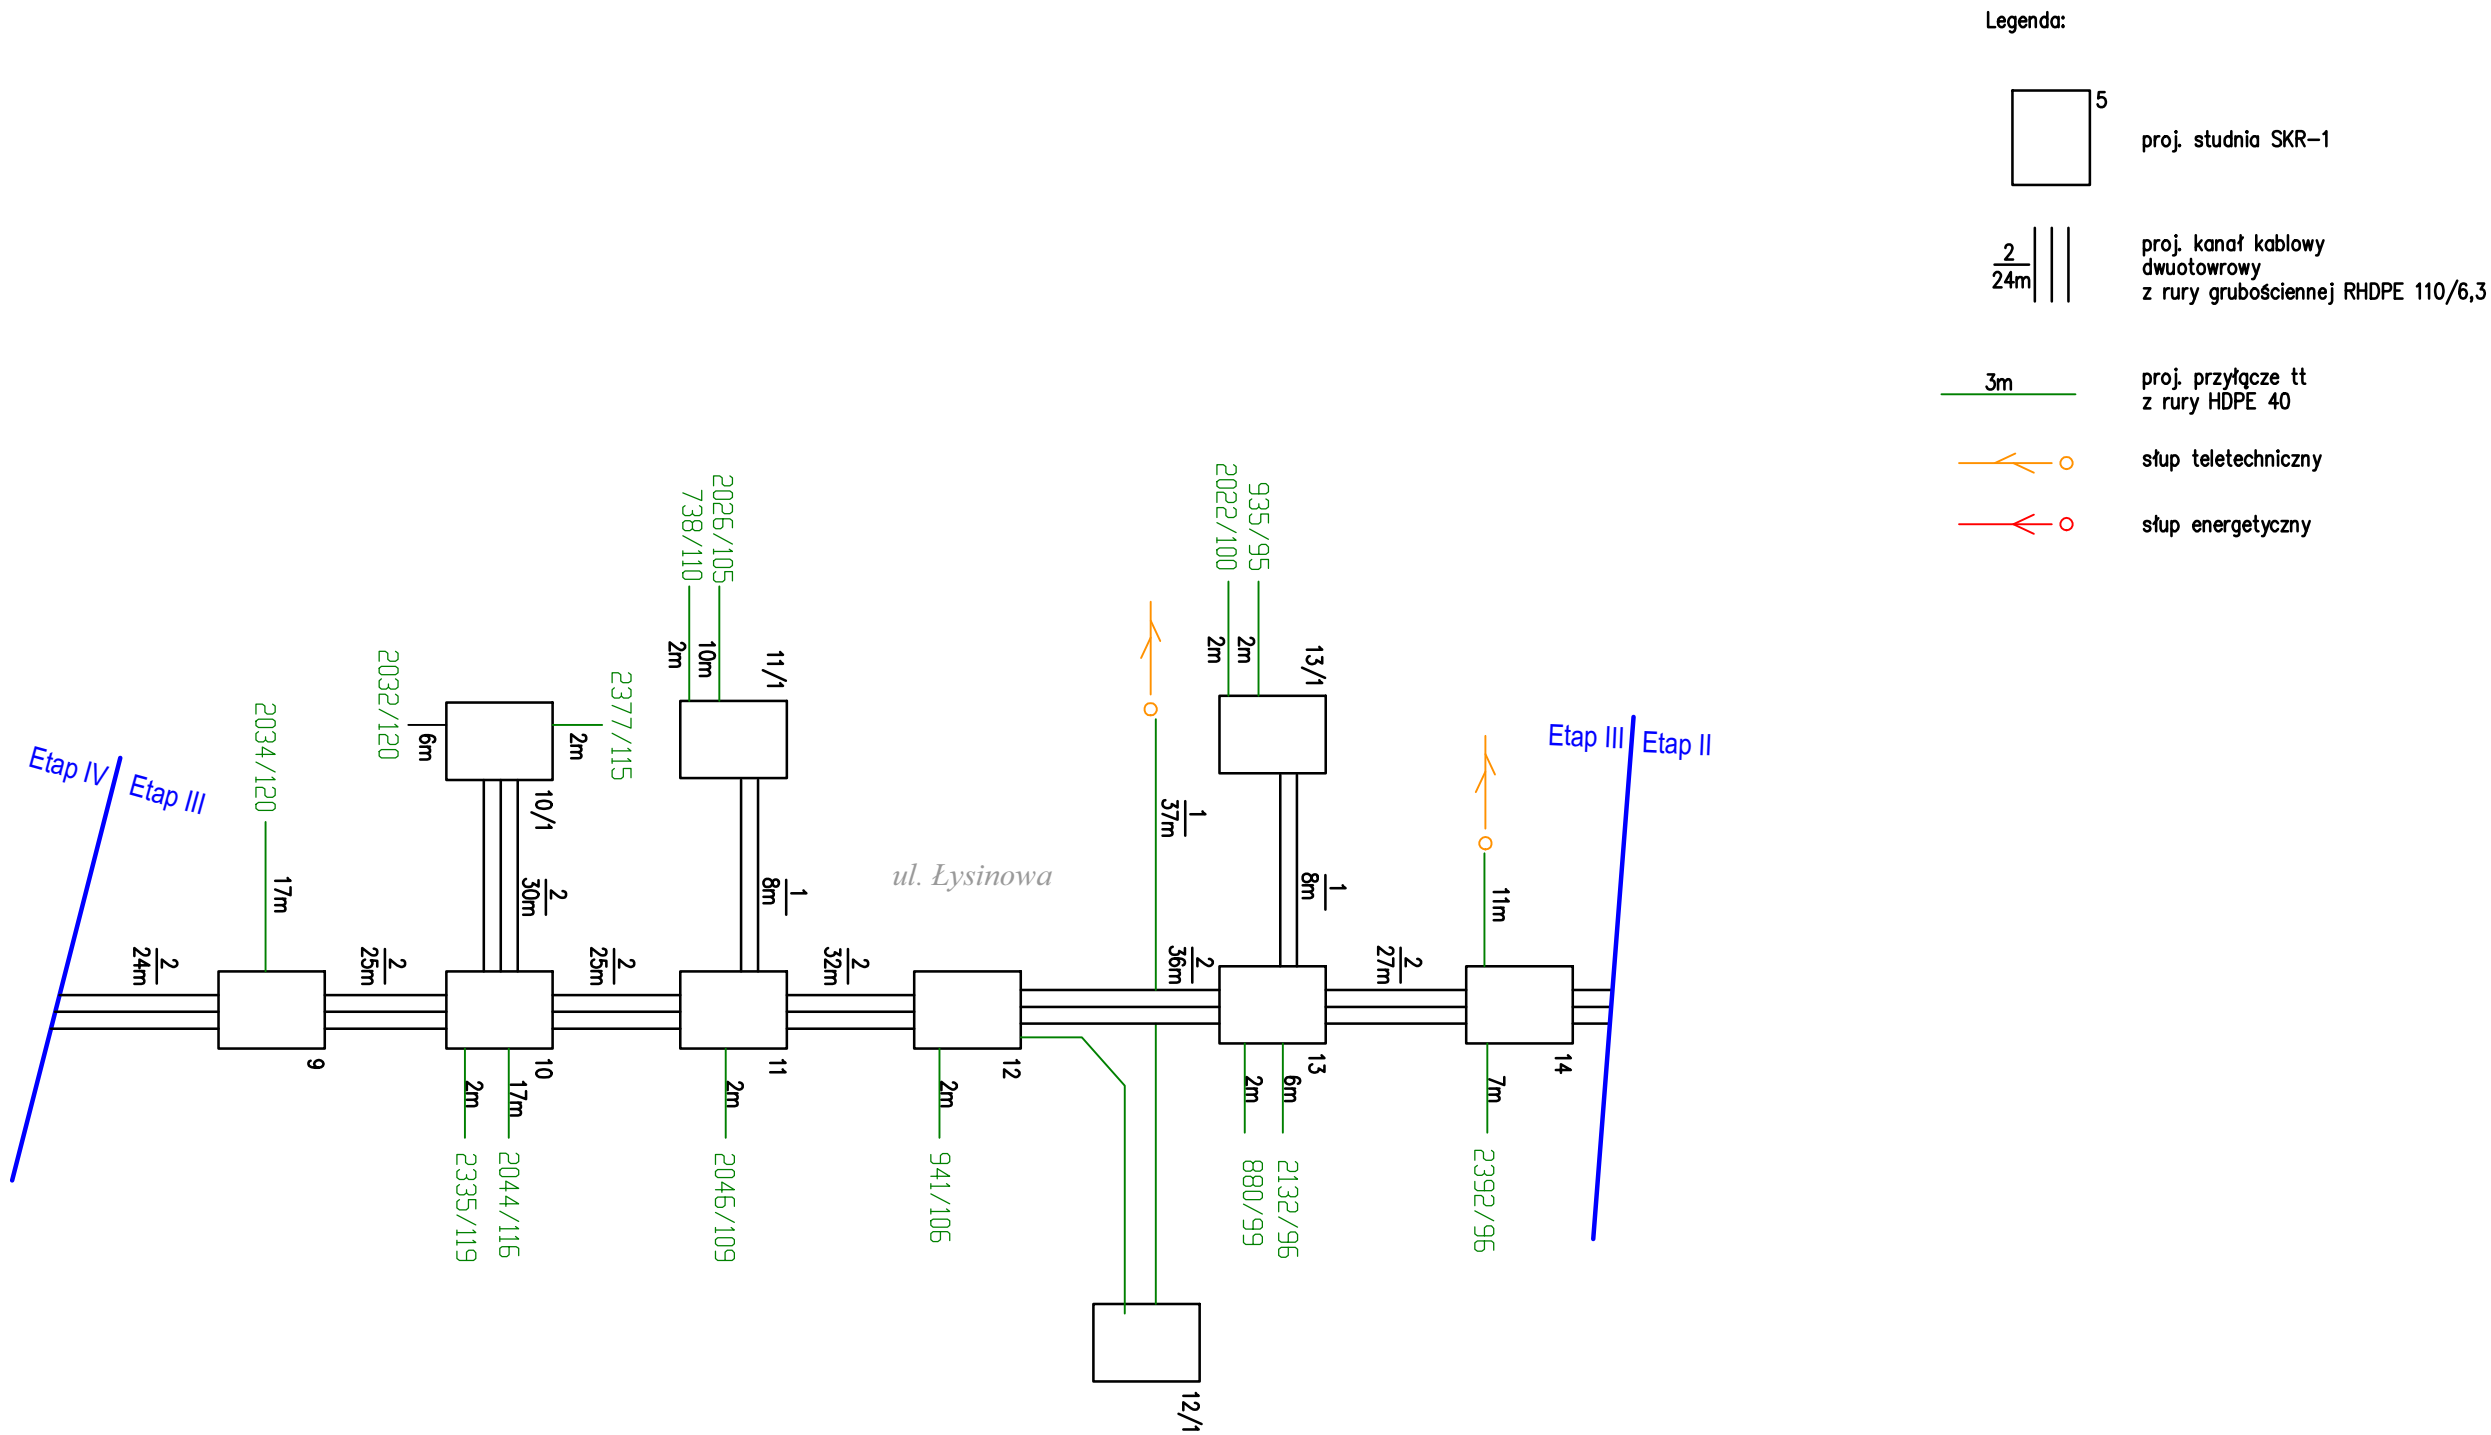 Legenda:
5
proj. studnia SKR-1
2
24m
proj. kanał kablowy
dwuotowrowy
z rury grubościennej RHDPE 110/6,3
3m
proj. przyłącze tt
z rury HDPE 40
słup teletechniczny
słup energetyczny
Etap IV
Etap III
2034/120
17m
2
24m
9
2
25m
2032/120
6m
2377/115
2m
10/1
2
30m
10
2m
17m
2335/119
2044/116
2
25m
738/110
2026/105
2m
10m
11/1
1
8m
11
2m
2046/109
2
32m
ul. Łysinowa
12
2m
941/106
1
37m
2
36m
12/1
2022/100
935/95
2m
2m
13/1
1
8m
13
2m
6m
880/99
2132/96
2
27m
11m
14
7m
2392/96
Etap III
Etap II